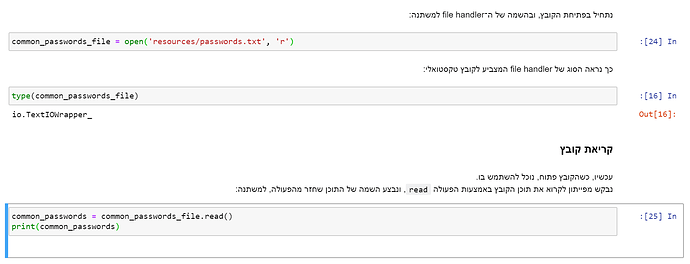 נתחיל בפתיחת הקובץ, ובהשמה של ה־file handler למשתנה:
In [24]:
common_passwords_file = open('resources/passwords.txt', 'r')
כך נראה הסוג של file handler המצביע לקובץ טקסטואלי:
In [16]:
type(common_passwords_file)
Out[16]:
io.TextIOWrapper_
קריאת קובץ
עכשיו, כשהקובץ פתוח, נוכל להשתמש בו.
נבקש מפייתון לקרוא את תוכן הקובץ באמצעות הפעולה read, ונבצע השמה של התוכן שחזר מהפעולה, למשתנה:
In [25]:
common_passwords = common_passwords_file.read()
print(common_passwords)